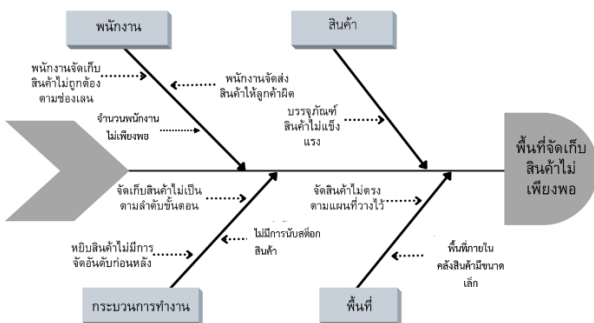 พนักงาน
สินค้า
พนักงานจัดเก็บ
สินค้าไม่ถูกต้อง
ตามช่องเลน
พนักงานจัดส่ง
สินค้าให้ลูกค้าผิด
จำนวนพนักงาน
ไม่เพียงพอ
บรรจุภัณฑ์
สินค้าไม่แข็ง
แรง
พื้นที่จัดเก็บ
สินค้าไม่
เพียงพอ
จัดเก็บสินค้าไม่เป็น
ตามลำดับขั้นตอน
จัดสินค้าไม่ตรง
ตามแผนที่วางไว้
ไม่มีการนับสต็อก
สินค้า
หยิบสินค้าไม่มีการ
จัดอันดับก่อนหลัง
พื้นที่ภายใน
คลังสินค้ามีขนาด
เล็ก
กระบวนการทำงาน
พื้นที่